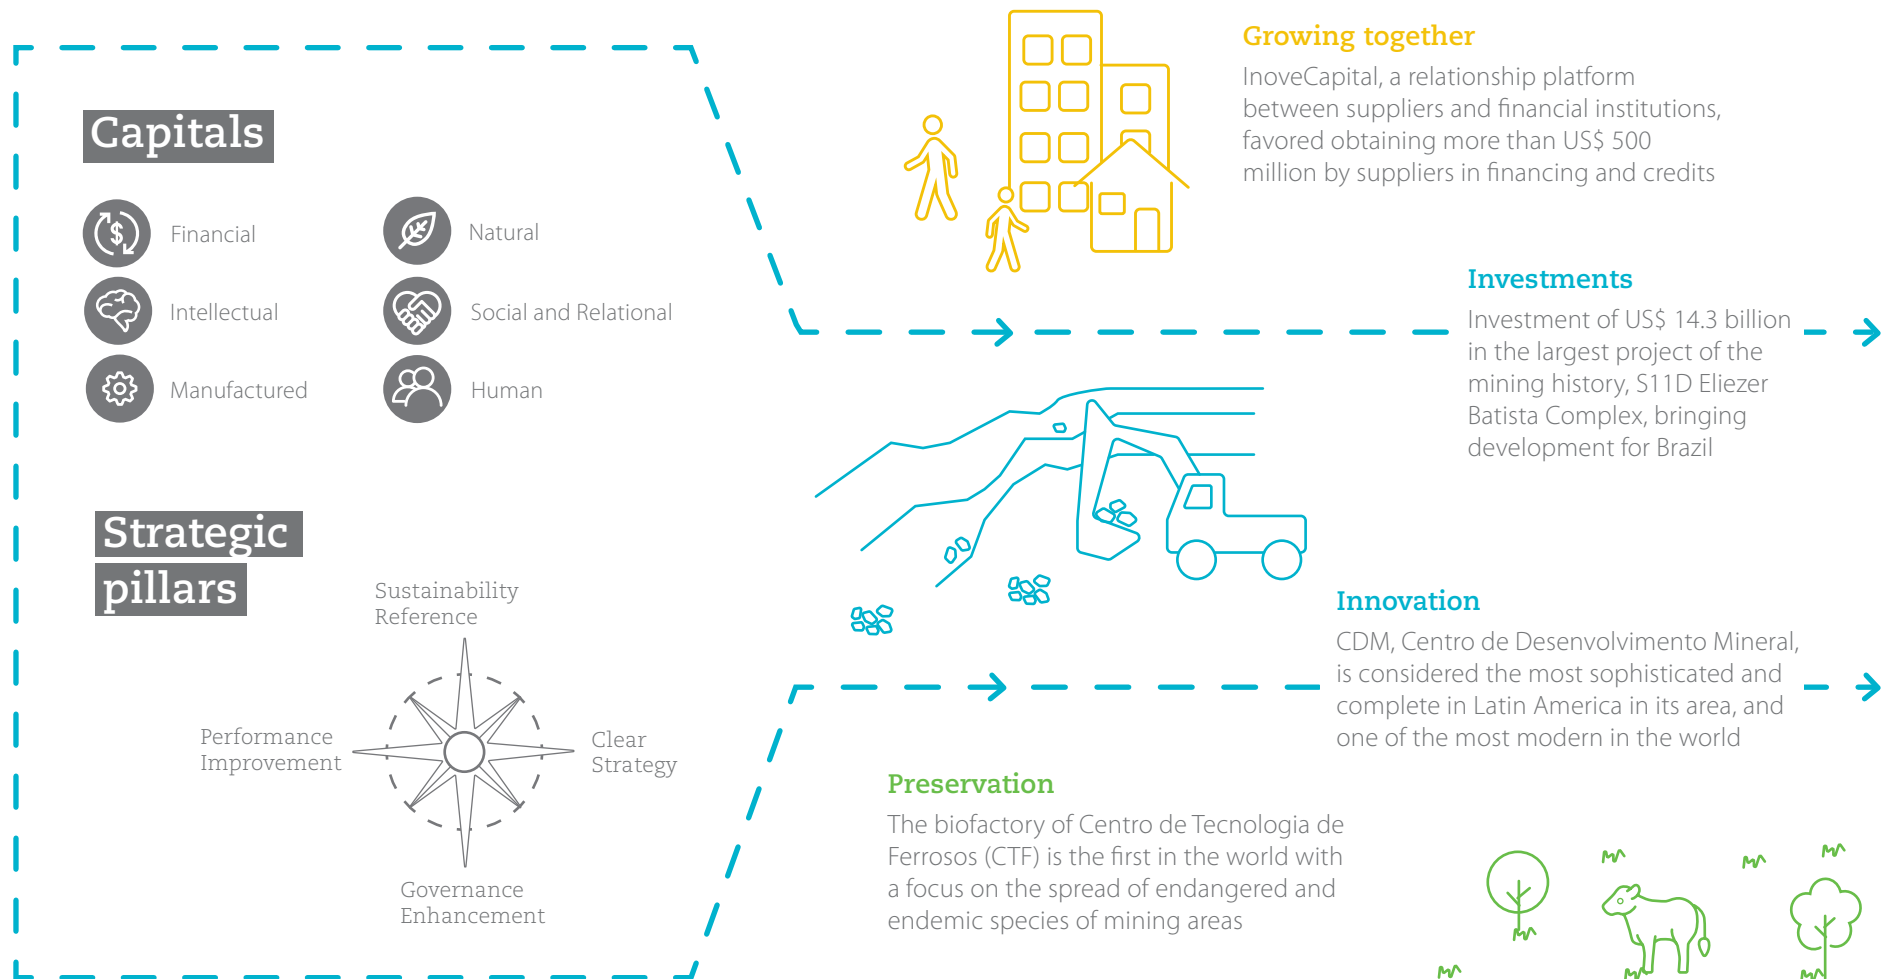 Capitals
Financial
Intellectual
Manufactured
Natural
Social and Relational
Human
Strategic
pillars
Sustainability
Reference
Performance
Improvement
Clear
Strategy
Governance
Enhancement
Growing together
InoveCapital, a relationship platform
between suppliers and financial institutions,
favored obtaining more than US$ 500
million by suppliers in financing and credits
Investments
Investment of US$ 14.3 billion
in the largest project of the
mining history, S11D Eliezer
Batista Complex, bringing
development for Brazil
Innovation
CDM, Centro de Desenvolvimento Mineral,
is considered the most sophisticated and
complete in Latin America in its area, and
one of the most modern in the world
Preservation
The biofactory of Centro de Tecnologia de
Ferrosos (CTF) is the first in the world with
a focus on the spread of endangered and
endemic species of mining areas